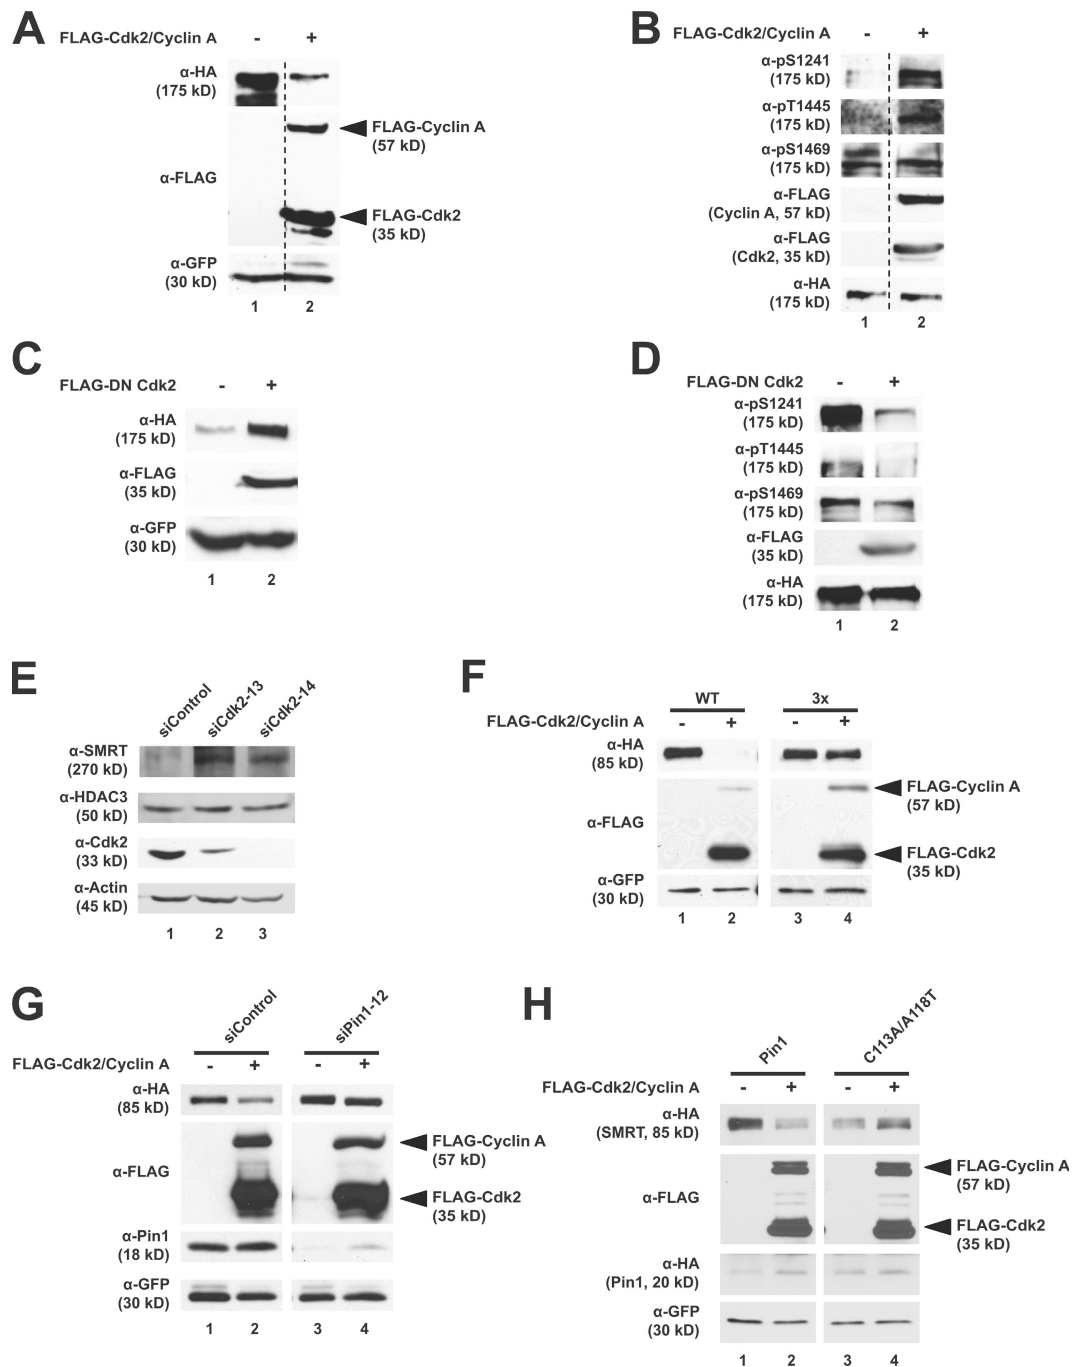 A
FLAG-Cdk2/Cyclin A - +
α-HA
(175 kD)
FLAG-Cyclin A
(57 kD)
α-FLAG
FLAG-Cdk2
(35 kD)
α-GFP
(30 kD)
1 2
B
FLAG-Cdk2/Cyclin A - +
α-pS1241
(175 kD)
α-pT1445
(175 kD)
α-pS1469
(175 kD)
α-FLAG
(Cyclin A, 57 kD)
α-FLAG
(Cdk2, 35 kD)
α-HA
(175 kD)
1 2
C
FLAG-DN Cdk2 - +
α-HA
(175 kD)
α-FLAG
(35 kD)
α-GFP
(30 kD)
1 2
D
FLAG-DN Cdk2 - +
α-pS1241
(175 kD)
α-pT1445
(175 kD)
α-pS1469
(175 kD)
α-FLAG
(35 kD)
α-HA
(175 kD)
1 2
E
siControl siCdk2-13 siCdk2-14
α-SMRT
(270 kD)
α-HDAC3
(50 kD)
α-Cdk2
(33 kD)
α-Actin
(45 kD)
1 2 3
F
WT 3x
FLAG-Cdk2/Cyclin A - + - +
α-HA
(85 kD)
FLAG-Cyclin A
(57 kD)
α-FLAG
FLAG-Cdk2
(35 kD)
α-GFP
(30 kD)
1 2 3 4
G
siControl siPin1-12
FLAG-Cdk2/Cyclin A - + - +
α-HA
(85 kD)
FLAG-Cyclin A
(57 kD)
α-FLAG
FLAG-Cdk2
(35 kD)
α-Pin1
(18 kD)
α-GFP
(30 kD)
1 2 3 4
H
Pin1 C113A/A118T
FLAG-Cdk2/Cyclin A - + - +
α-HA
(SMRT, 85 kD)
FLAG-Cyclin A
(57 kD)
α-FLAG
FLAG-Cdk2
(35 kD)
α-HA
(Pin1, 20 kD)
α-GFP
(30 kD)
1 2 3 4